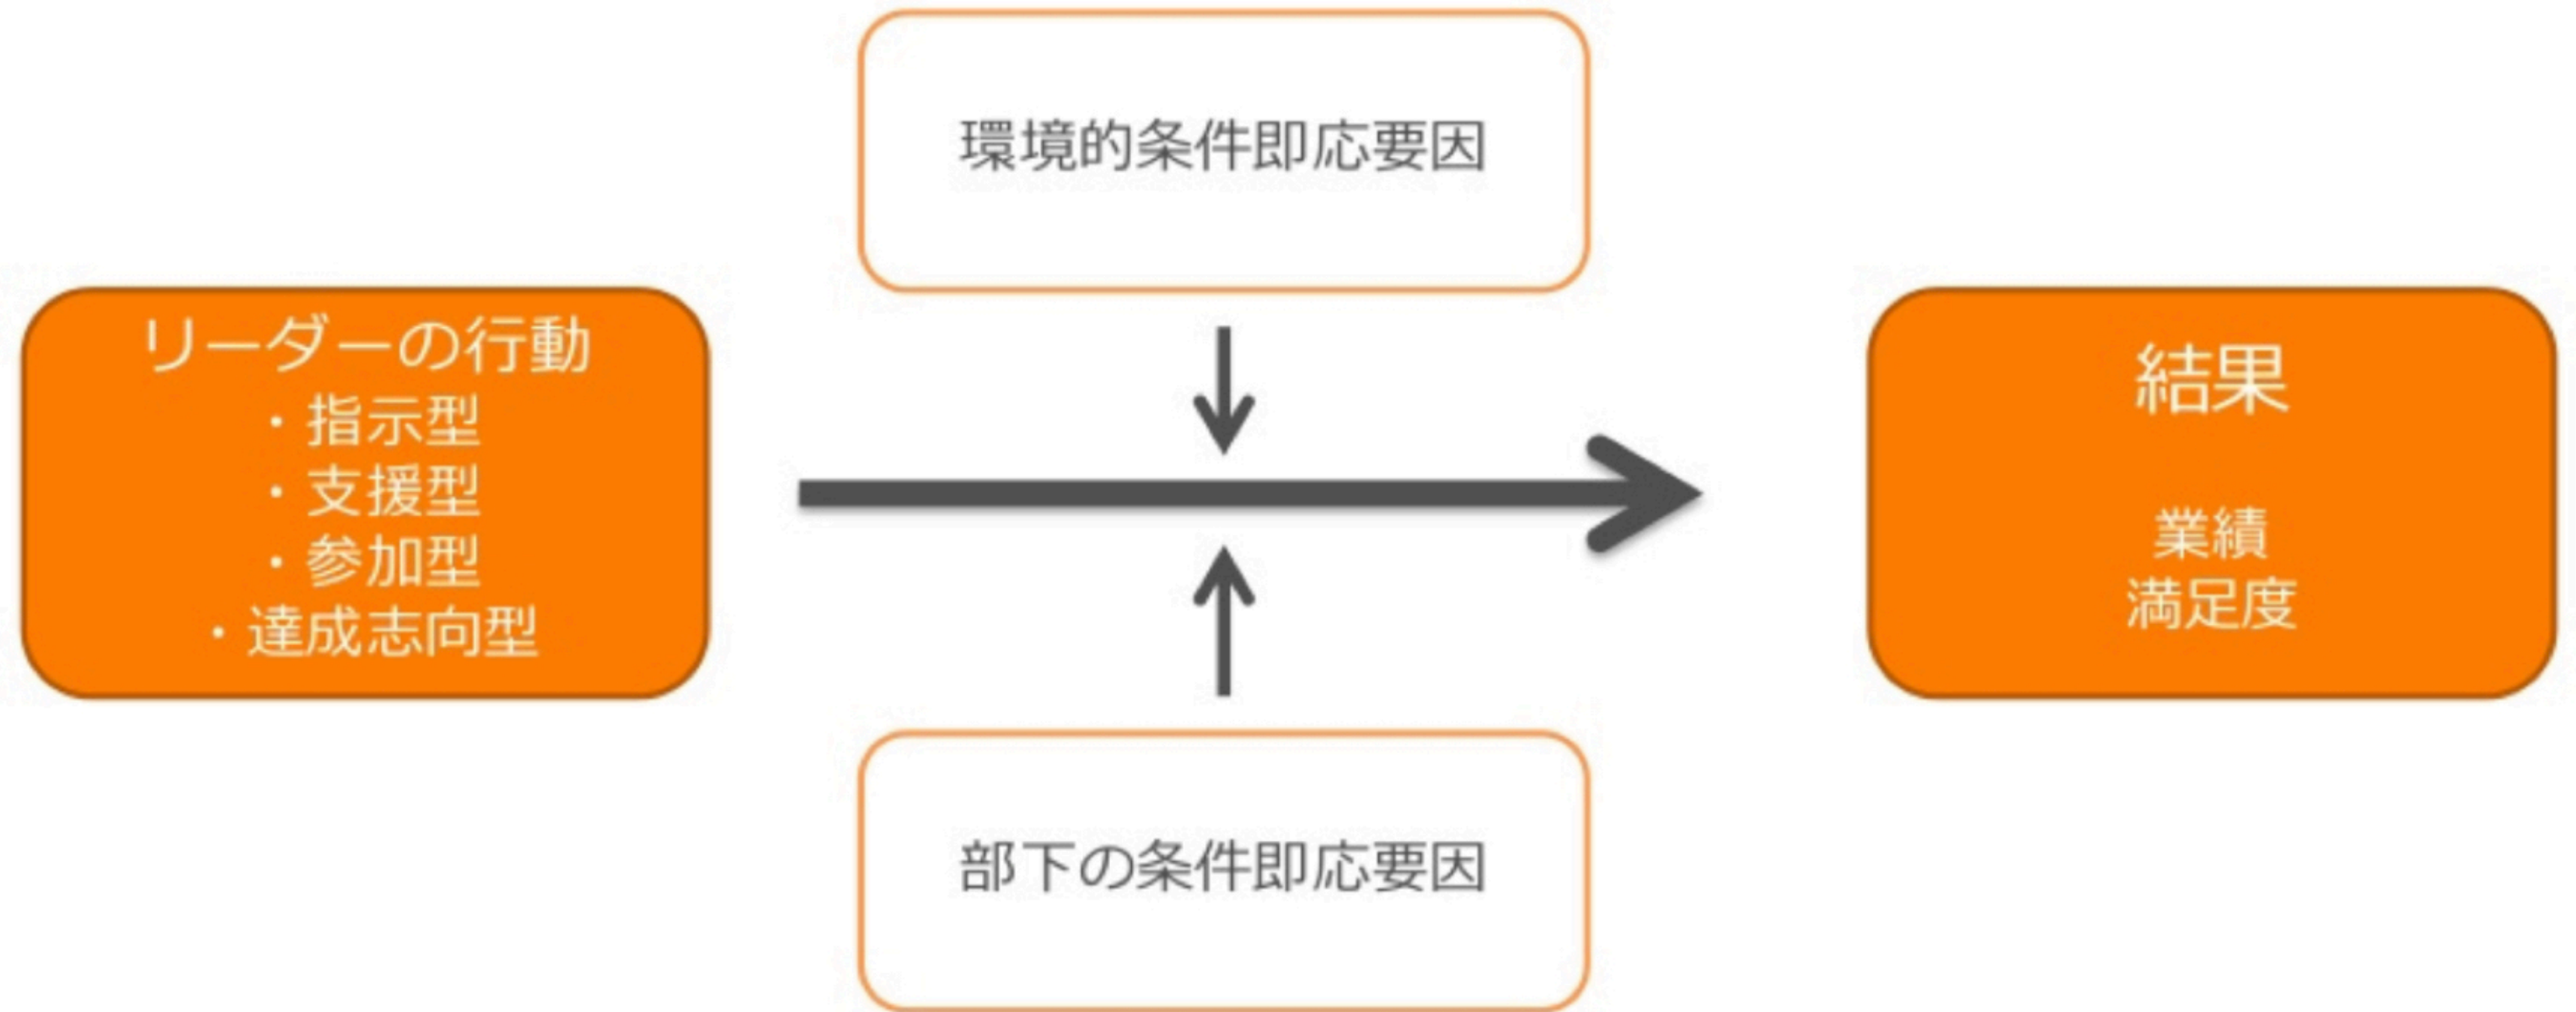 環境的条件即応要因
リーダーの行動
・指示型
・支援型
・参加型
・達成志向型
結果
業績
満足度
部下の条件即応要因